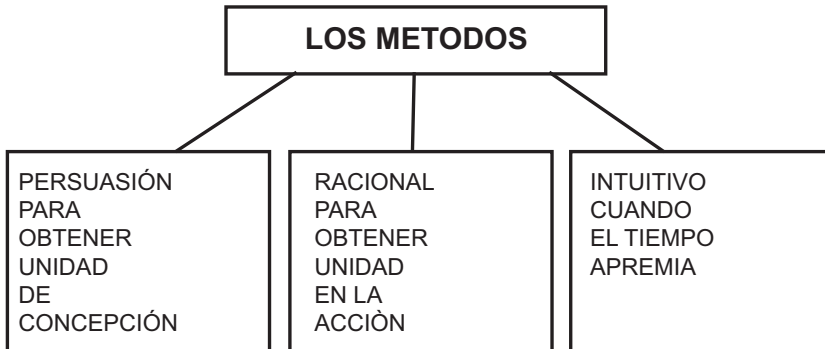 LOS METODOS
PERSUASIÓN
PARA
OBTENER
UNIDAD
DE
CONCEPCIÓN
RACIONAL
PARA
OBTENER
UNIDAD
EN LA
ACCIÒN
INTUITIVO
CUANDO
EL TIEMPO
APREMIA